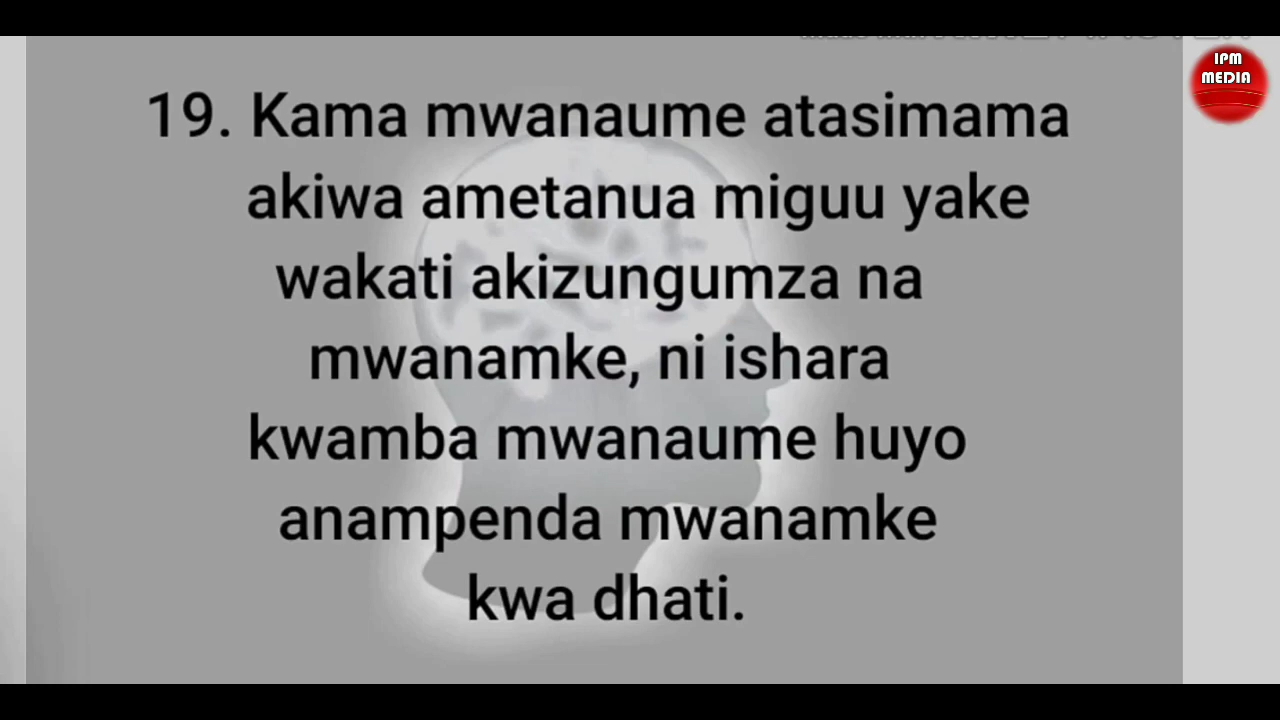 IPM
MEDIA
19. Kama mwanaume atasimama
akiwa ametanua miguu yake
wakati akizungumza na
mwanamke, ni ishara
kwamba mwanaume huyo
anampenda mwanamke
kwa dhati.